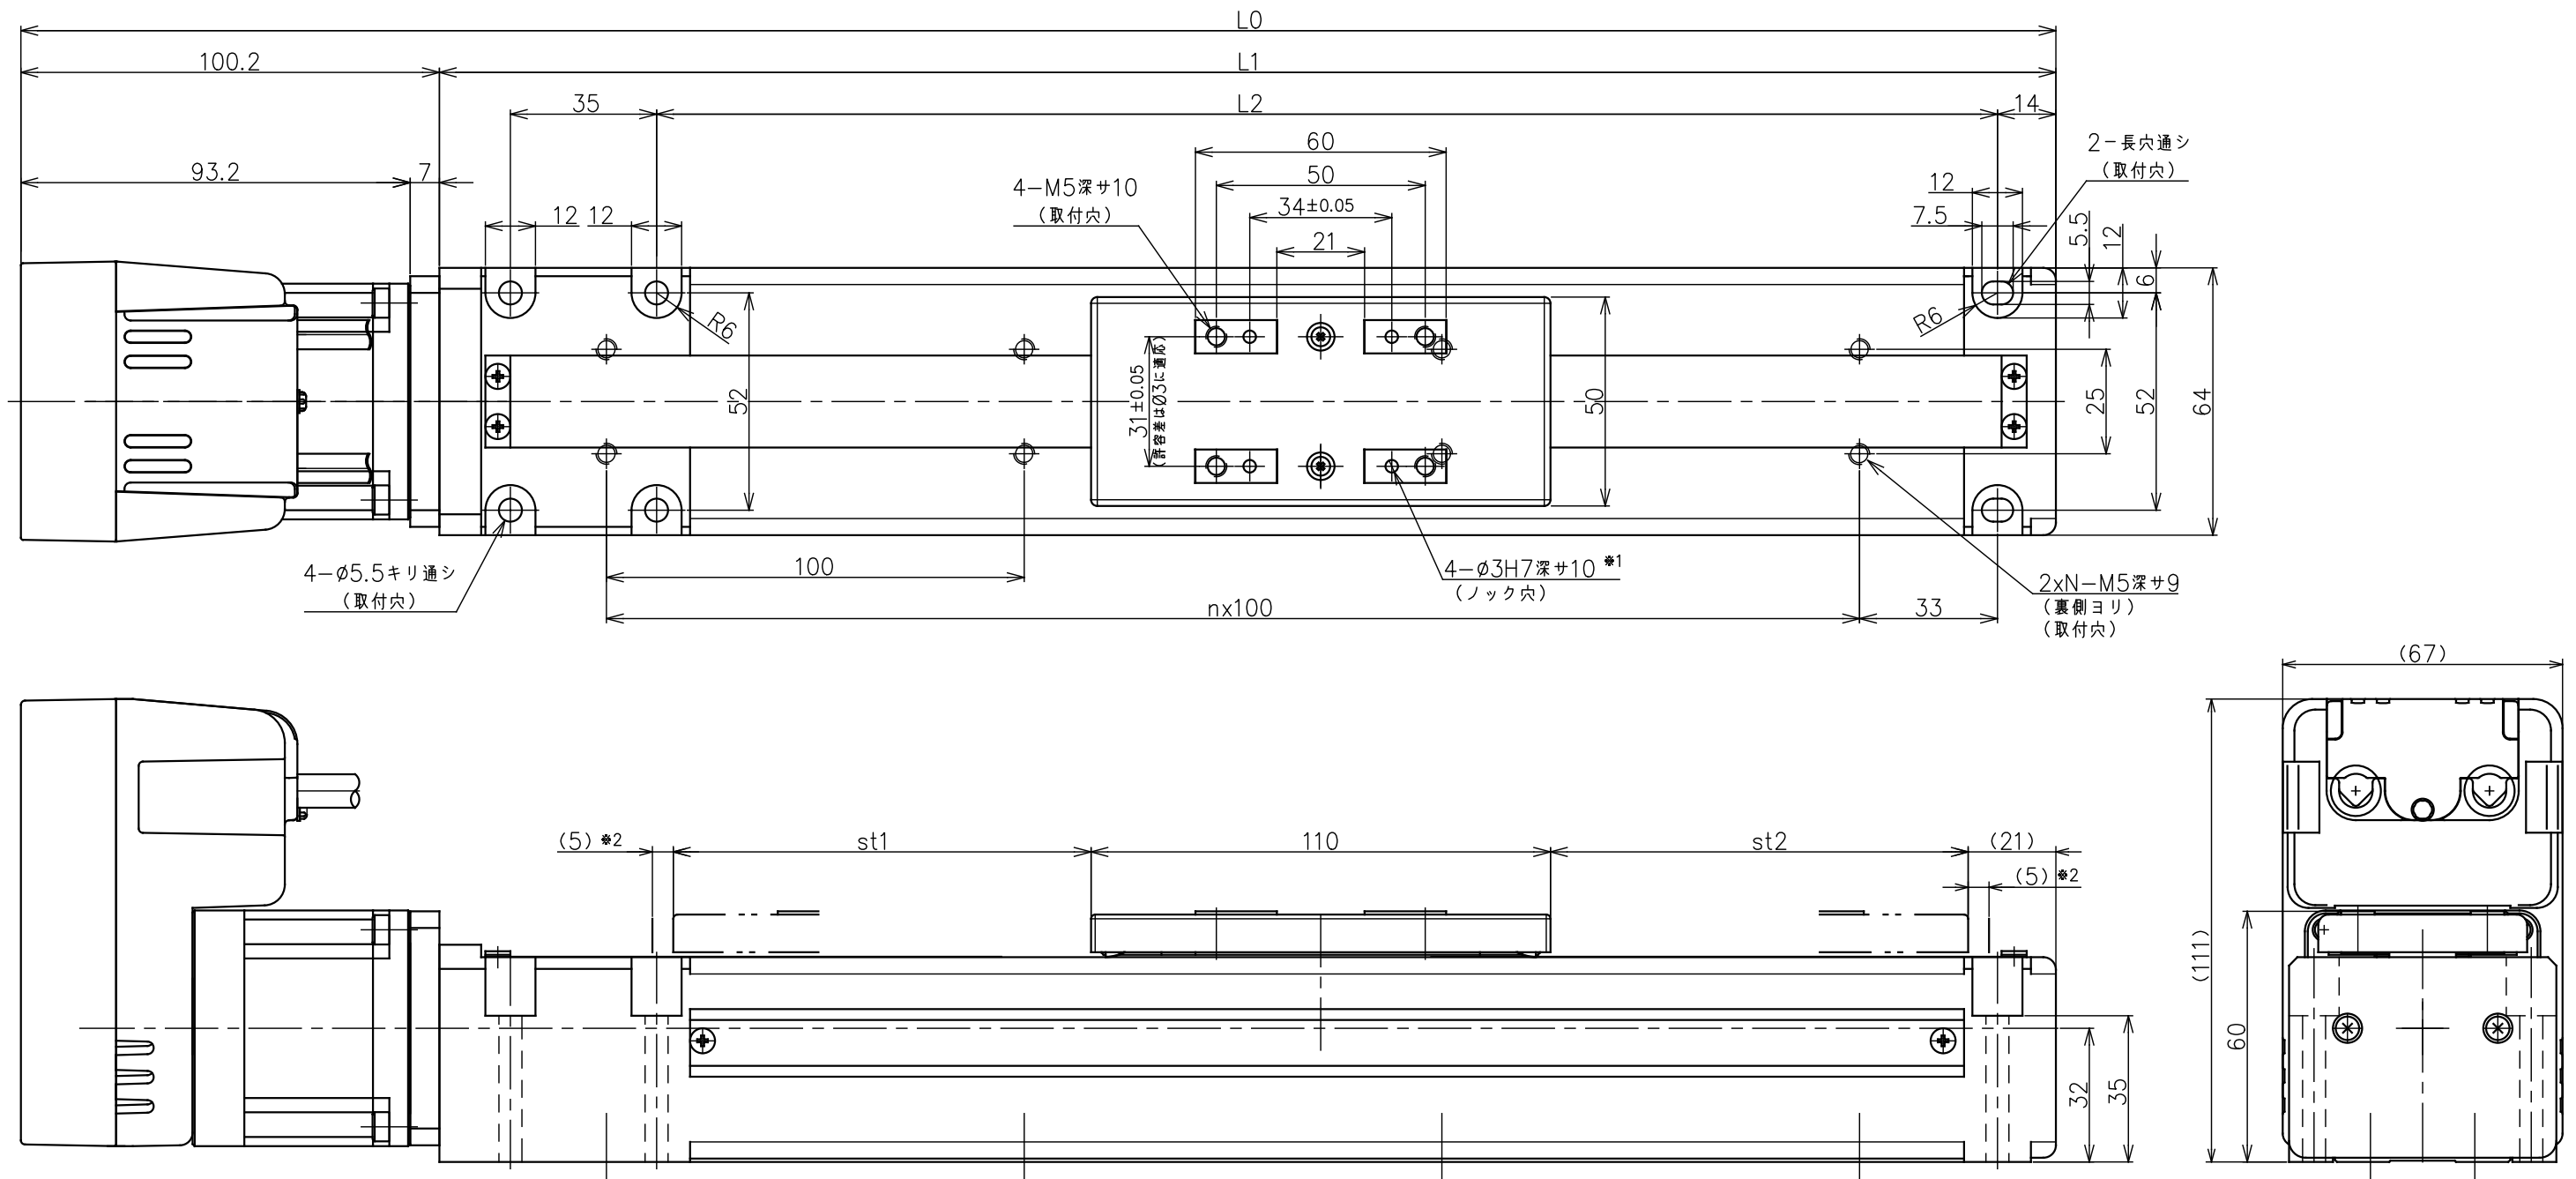 L0
100.2
L1
35
L2
14
93.2
7
60
50
34±0.05
21
12
12
4-M5深サ10
(取付穴)
2-長穴通シ
(取付穴)
12
7.5
5.5
12
6
R6
R6
52
31±0.05
(許容差はø3に適応)
50
25
52
64
4-ø5.5キリ通シ
(取付穴)
100
4-ø3H7深サ10 ※1
(ノック穴)
nx100
33
2xN-M5深サ9
(裏側ヨリ)
(取付穴)
(67)
(5) ※2
st1
110
st2
(21)
(5) ※2
(111)
60
32
35